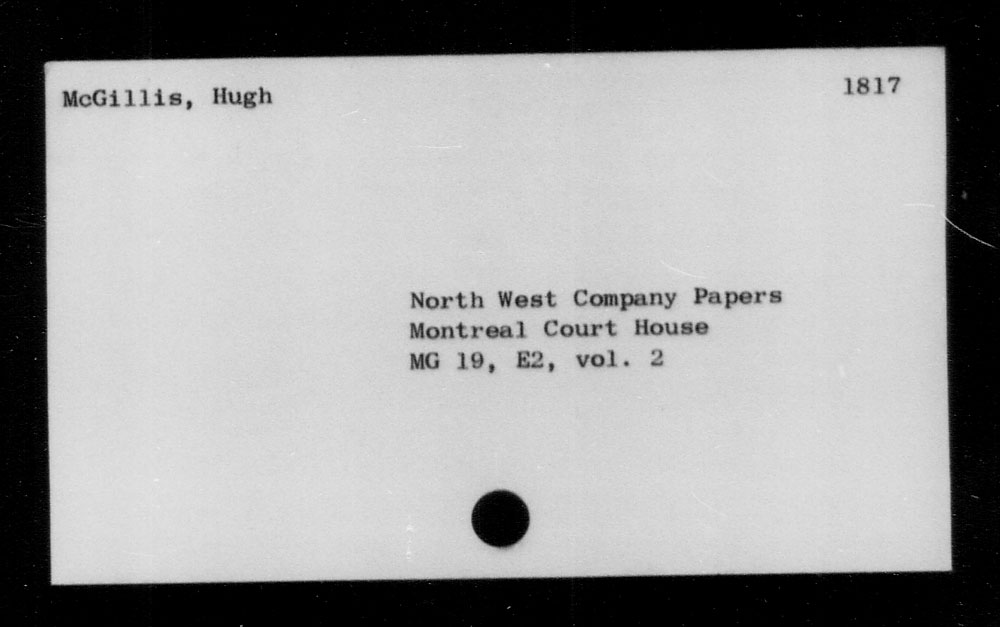 McGillis, Hugh 1817
North West Company Papers
Montreal Court House
MG 19, E2, vol. 2